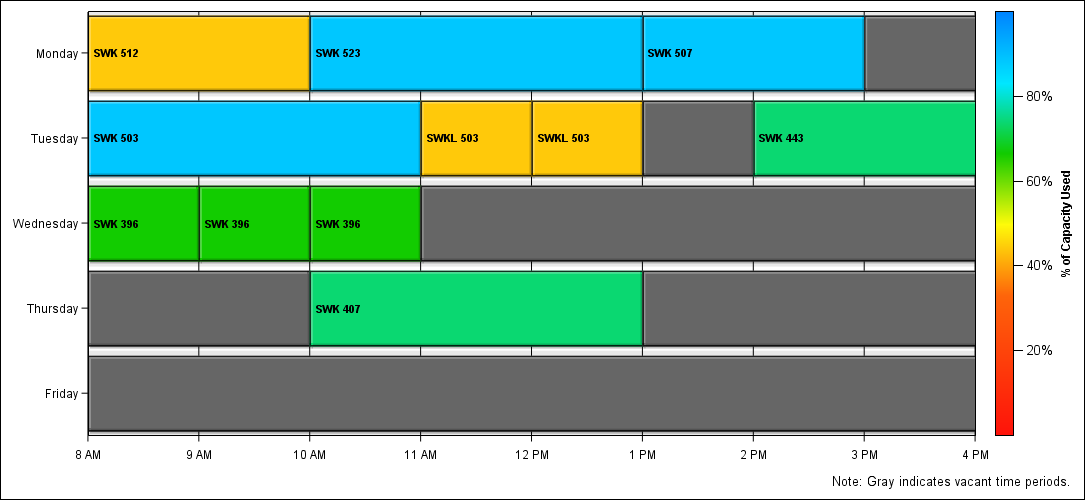 Monday
SWK 512
SWK 523
SWK 507
Tuesday
SWK 503
SWKL 503
SWKL 503
SWK 443
Wednesday
SWK 396
SWK 396
SWK 396
Thursday
SWK 407
Friday
8 AM
9 AM
10 AM
11 AM
12 PM
1 PM
2 PM
3 PM
4 PM
80%
60%
40%
20%
% of Capacity Used
Note: Gray indicates vacant time periods.